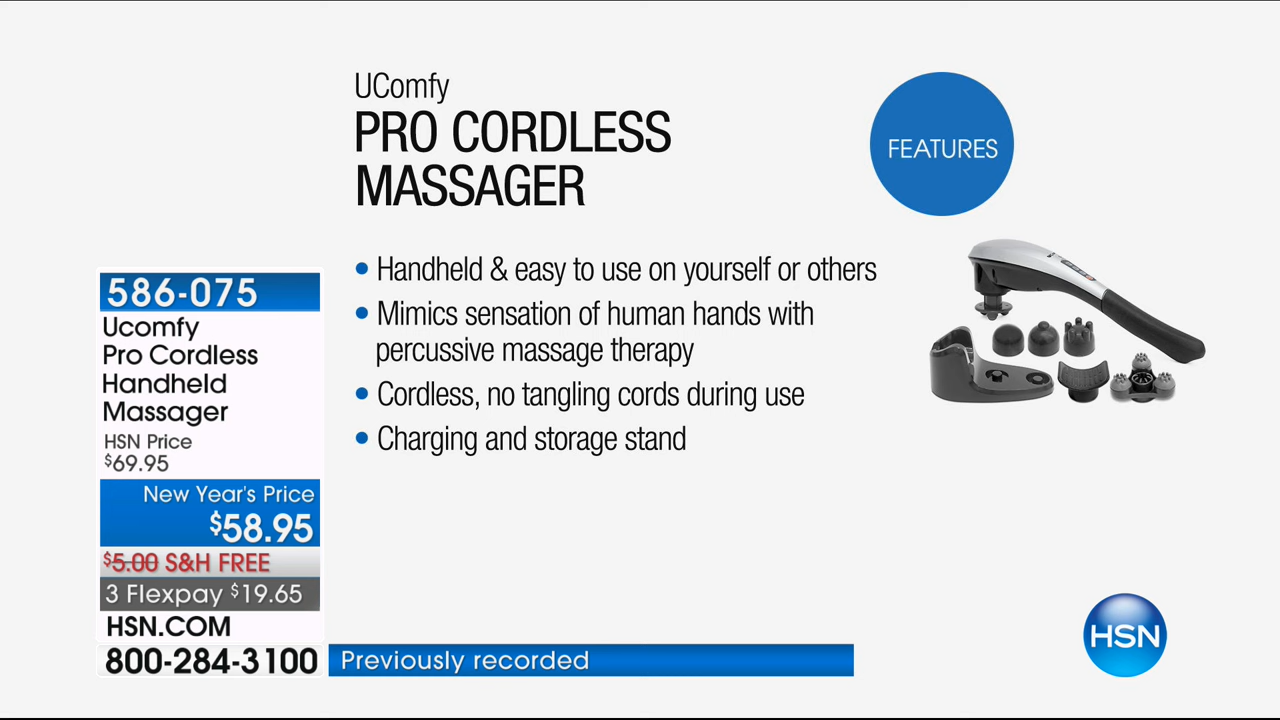 UComfy
PRO CORDLESS
MASSAGER
FEATURES
• Handheld & easy to use on yourself or others
• Mimics sensation of human hands with
percussive massage therapy
• Cordless, no tangling cords during use
• Charging and storage stand
586-075
Ucomfy
Pro Cordless
Handheld
Massager
HSN Price
$69.95
New Year's Price
$58.95
$5.00 S&H FREE
3 Flexpay $19.65
HSN.COM
800-284-3100
Previously recorded
HSN